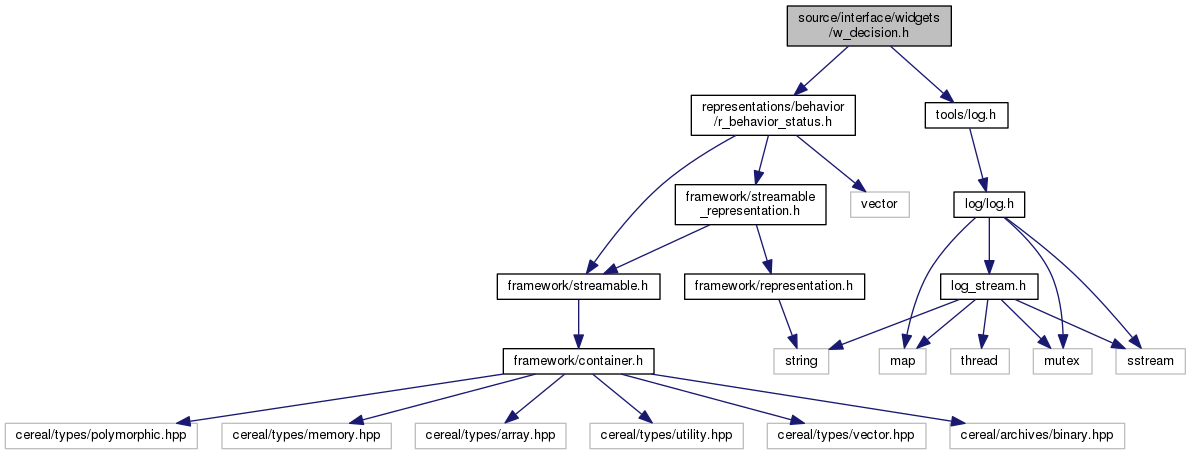 source/interface/widgets
/w_decision.h
representations/behavior
/r_behavior_status.h
tools/log.h
framework/streamable
_representation.h
vector
log/log.h
framework/streamable.h
framework/representation.h
log_stream.h
framework/container.h
string
map
thread
mutex
sstream
cereal/types/polymorphic.hpp
cereal/types/memory.hpp
cereal/types/array.hpp
cereal/types/utility.hpp
cereal/types/vector.hpp
cereal/archives/binary.hpp